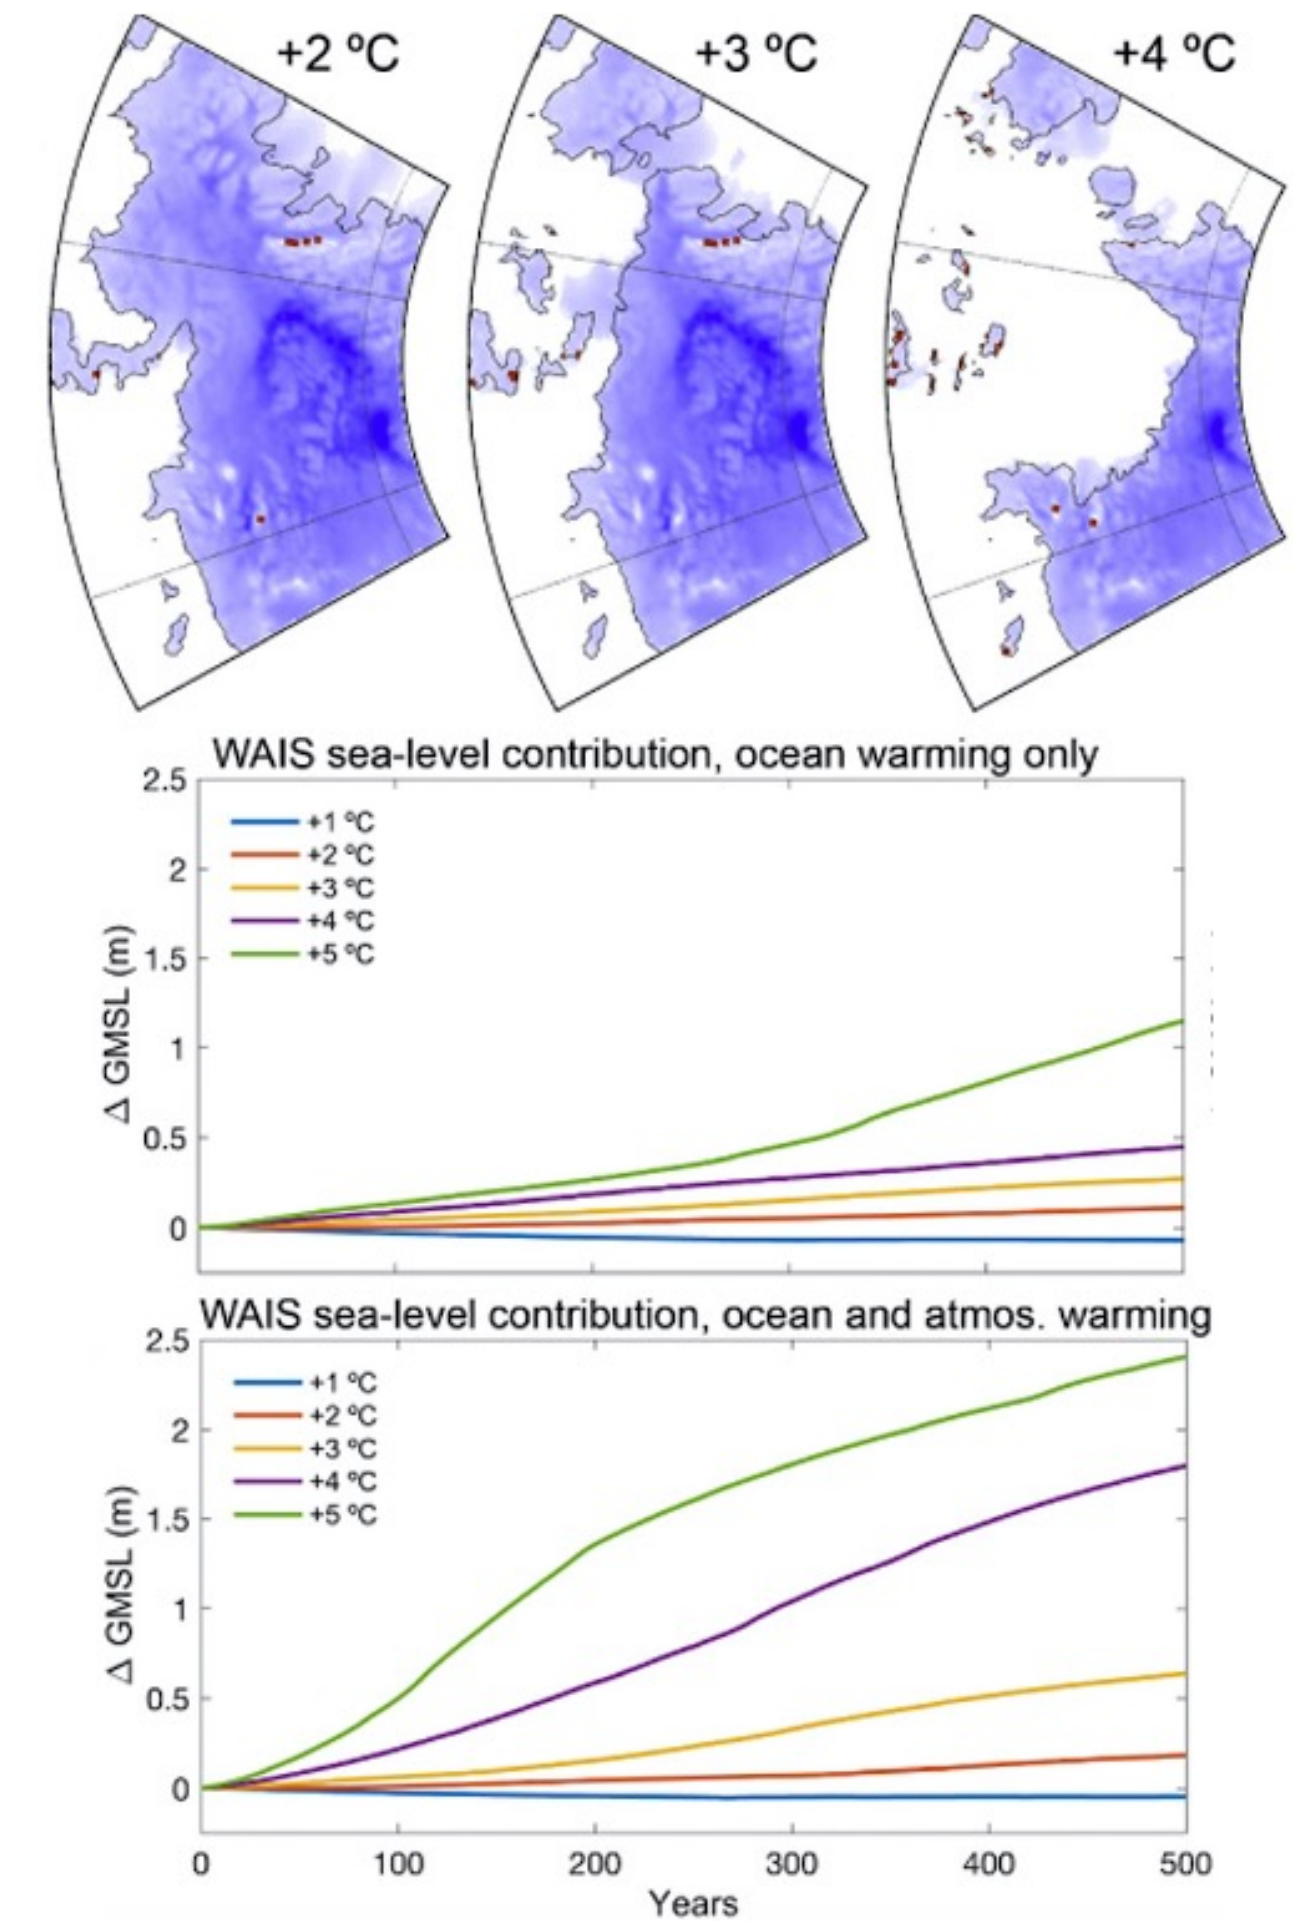 +2 ºC
+3 ºC
+4 ºC
WAIS sea-level contribution, ocean warming only
2.5
2
1.5
1
0.5
0
Δ GMSL (m)
+1 ºC
+2 ºC
+3 ºC
+4 ºC
+5 ºC
WAIS sea-level contribution, ocean and atmos. warming
2.5
2
1.5
1
0.5
0
Δ GMSL (m)
+1 ºC
+2 ºC
+3 ºC
+4 ºC
+5 ºC
0 100 200 300 400 500
Years